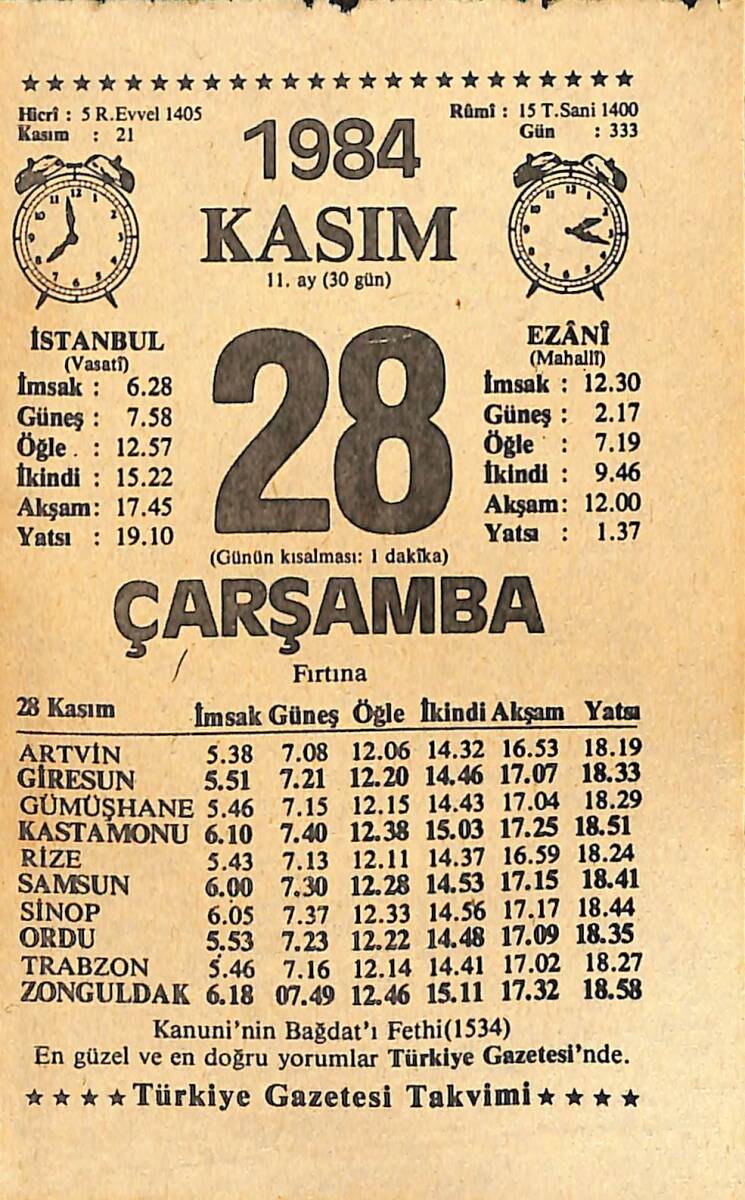 ★ ★ ★ ★ ★ ★ ★ ★ ★ ★ ★ ★ ★ ★ ★ ★ ★ ★ ★ ★ ★ ★ ★ ★
Hicrî : 5 R.Evvel 1405
Kasım : 21
1984
Rûmî : 15 T.Sani 1400
Gün : 333
KASIM
11. ay (30 gün)
İSTANBUL
(Vasatî)
İmsak : 6.28
Güneş : 7.58
Öğle . : 12.57
İkindi : 15.22
Akşam: 17.45
Yatsı : 19.10
28
EZÂNÎ
(Mahallî)
İmsak : 12.30
Güneş : 2.17
Öğle : 7.19
İkindi : 9.46
Akşam: 12.00
Yatsı : 1.37
(Günün kısalması: 1 dakîka)
ÇARŞAMBA
Fırtına
28 Kasım İmsak Güneş Öğle İkindi Akşam Yatsı
ARTVİN 5.38 7.08 12.06 14.32 16.53 18.19
GİRESUN 5.51 7.21 12.20 14.46 17.07 18.33
GÜMÜŞHANE 5.46 7.15 12.15 14.43 17.04 18.29
KASTAMONU 6.10 7.40 12.38 15.03 17.25 18.51
RİZE 5.43 7.13 12.11 14.37 16.59 18.24
SAMSUN 6.00 7.30 12.28 14.53 17.15 18.41
SİNOP 6.05 7.37 12.33 14.56 17.17 18.44
ORDU 5.53 7.23 12.22 14.48 17.09 18.35
TRABZON 5.46 7.16 12.14 14.41 17.02 18.27
ZONGULDAK 6.18 07.49 12.46 15.11 17.32 18.58
Kanuni'nin Bağdat'ı Fethi(1534)
En güzel ve en doğru yorumlar Türkiye Gazetesi'nde.
★ ★ ★ ★ Türkiye Gazetesi Takvimi ★ ★ ★ ★